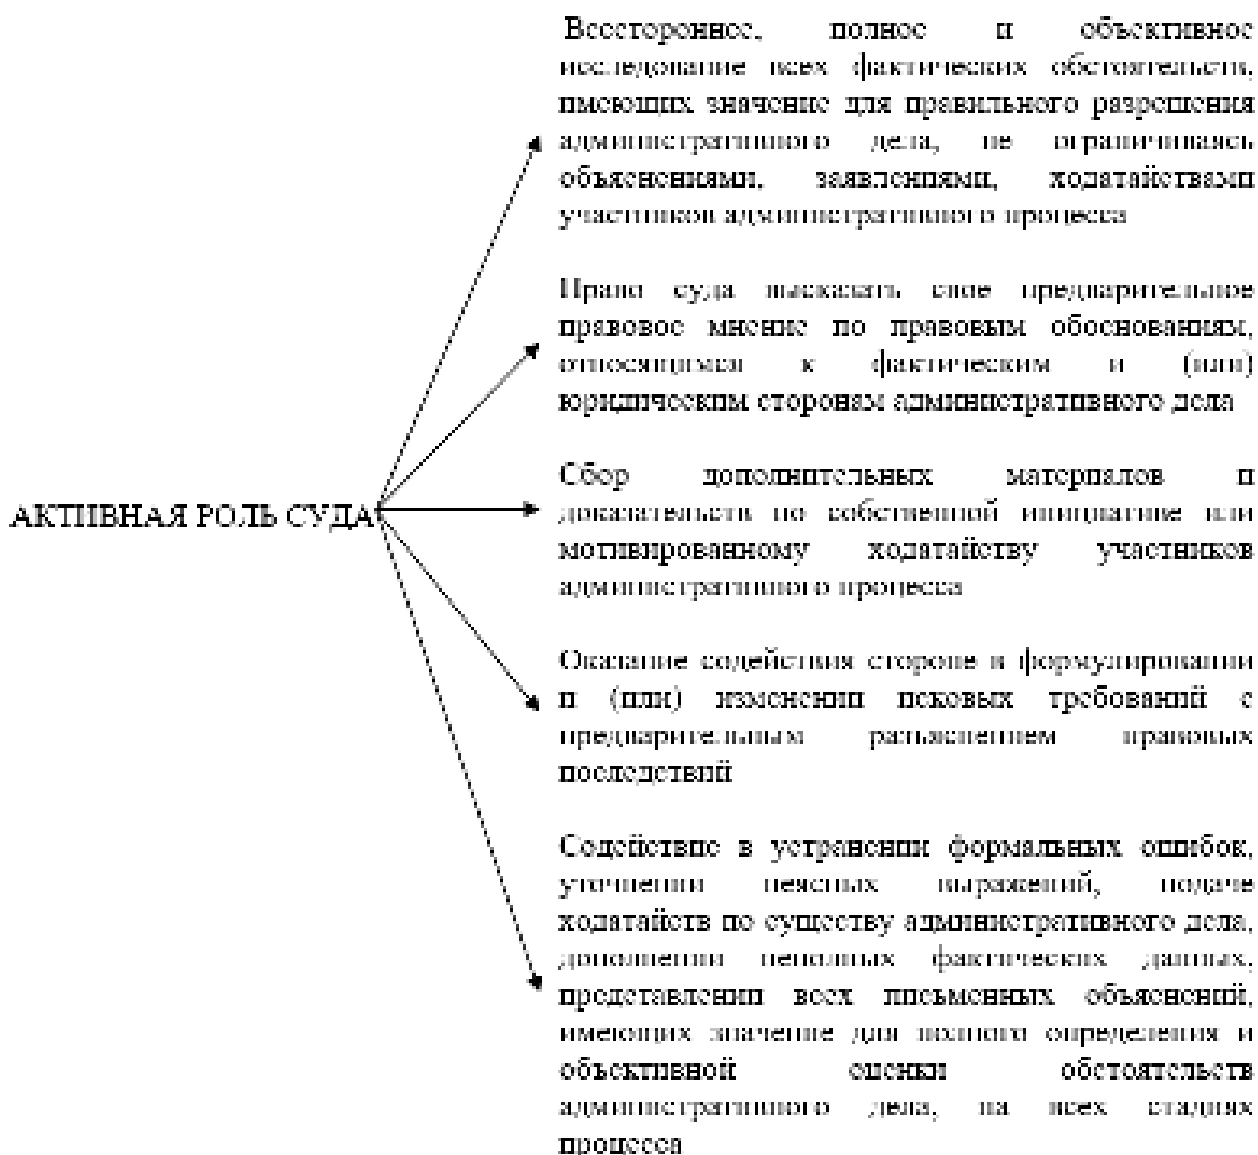 Всестороннее, полное и объективное
исследование всех фактических обстоятельств,
имеющих значение для правильного разрешения
административного дела, не ограничиваясь
объяснениями, заявлениями, ходатайствами
участников административного процесса
Право суда высказать свое предварительное
правовое мнение по правовым обоснованиям,
относящимся к фактическим и (или)
юридическим сторонам административного дела
АКТИВНАЯ РОЛЬ СУДА
Сбор дополнительных материалов и
доказательств по собственной инициативе или
мотивированному ходатайству участников
административного процесса
Оказание содействия стороне в формулировании
и (или) изменении исковых требований с
предварительным разъяснением правовых
последствий
Содействие в устранении формальных ошибок,
уточнении неясных выражений, подаче
ходатайств по существу административного дела,
дополнении неполных фактических данных,
представлении всех письменных объяснений,
имеющих значение для полного определения и
объективной оценки обстоятельств
административного дела, на всех стадиях
процесса